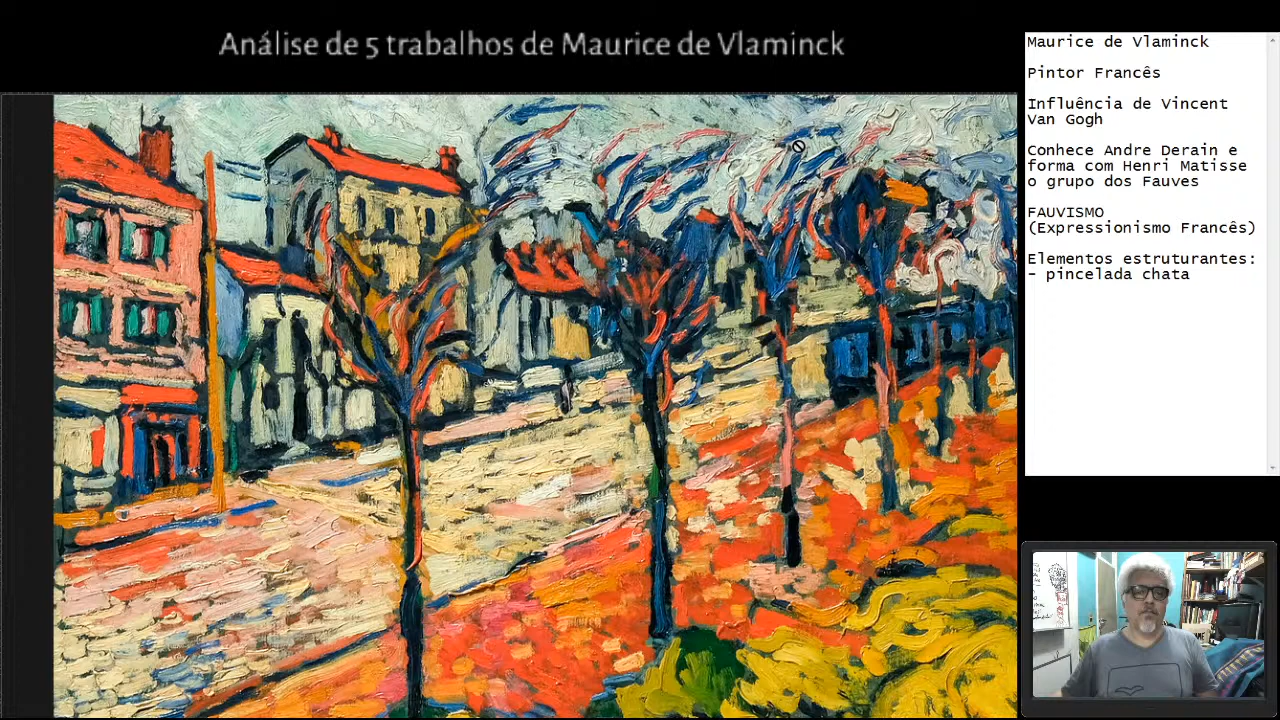 Análise de 5 trabalhos de Maurice de Vlaminck
Maurice de Vlaminck
Pintor Francês
Influência de Vincent
Van Gogh
Conhece Andre Derain e
forma com Henri Matisse
o grupo dos Fauves
FAUVISMO
(Expressionismo Francês)
Elementos estruturantes:
- pincelada chata